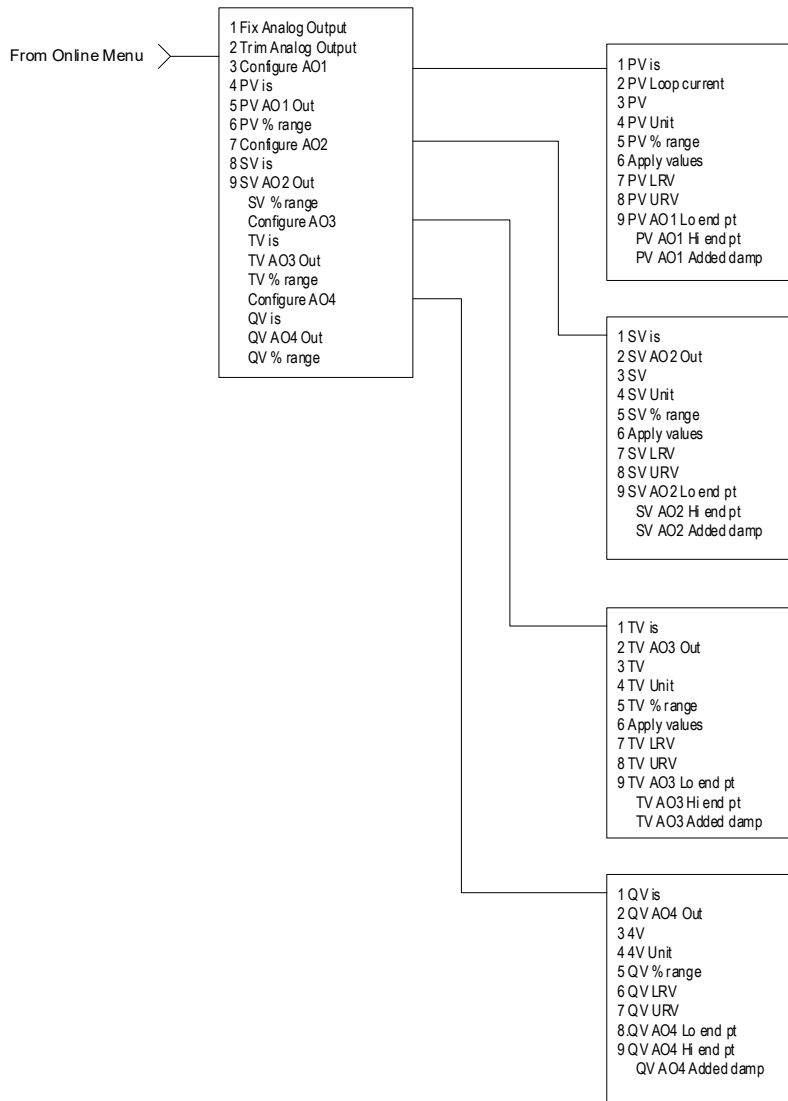 From Online Menu
1 Fix Analog Output
2 Trim Analog Output
3 Configure AO1
4 PV is
5 PV AO1 Out
6 PV % range
7 Configure AO2
8 SV is
9 SV AO2 Out
SV % range
Configure AO3
TV is
TV AO3 Out
TV % range
Configure AO4
QV is
QV AO4 Out
QV % range
1 PV is
2 PV Loop current
3 PV
4 PV Unit
5 PV % range
6 Apply values
7 PV LRV
8 PV URV
9 PV AO1 Lo end pt
PV AO1 Hi end pt
PV AO1 Added damp
1 SV is
2 SV AO2 Out
3 SV
4 SV Unit
5 SV % range
6 Apply values
7 SV LRV
8 SV URV
9 SV AO2 Lo end pt
SV AO2 Hi end pt
SV AO2 Added damp
1 TV is
2 TV AO3 Out
3 TV
4 TV Unit
5 TV % range
6 Apply values
7 TV LRV
8 TV URV
9 TV AO3 Lo end pt
TV AO3 Hi end pt
TV AO3 Added damp
1 QV is
2 QV AO4 Out
3 4V
4 4V Unit
5 QV % range
6 QV LRV
7 QV URV
8.QV AO4 Lo end pt
9 QV AO4 Hi end pt
QV AO4 Added damp